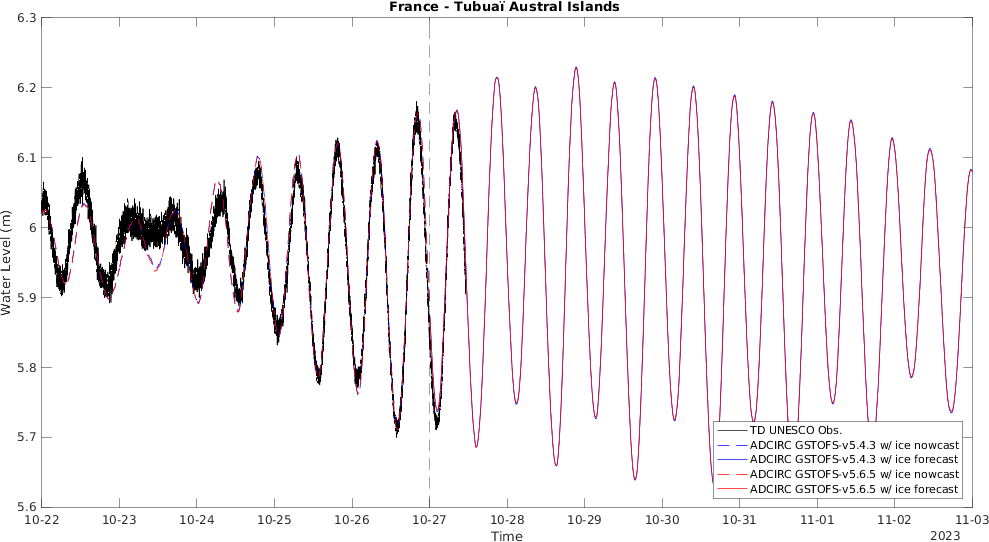 France - Tubuaï Austral Islands
6.3
6.2
6.1
6
5.9
5.8
5.7
5.6
Water Level (m)
TD UNESCO Obs.
ADCIRC GSTOFS-v5.4.3 w/ ice nowcast
ADCIRC GSTOFS-v5.4.3 w/ ice forecast
ADCIRC GSTOFS-v5.6.5 w/ ice nowcast
ADCIRC GSTOFS-v5.6.5 w/ ice forecast
10-22 10-23 10-24 10-25 10-26 10-27 10-28 10-29 10-30 10-31 11-01 11-02 11-03
Time
2023